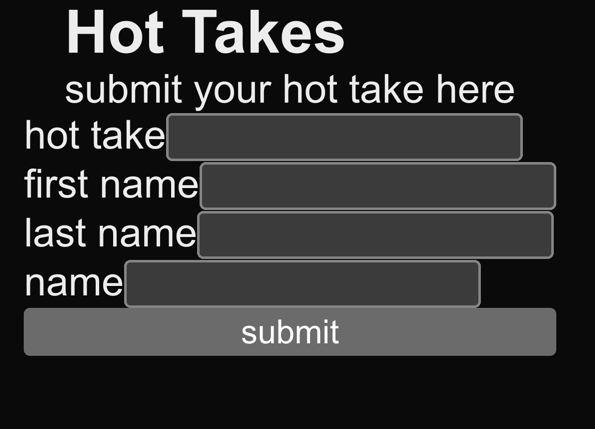 Hot Takes
submit your hot take here
hot take
first name
last name
name
submit